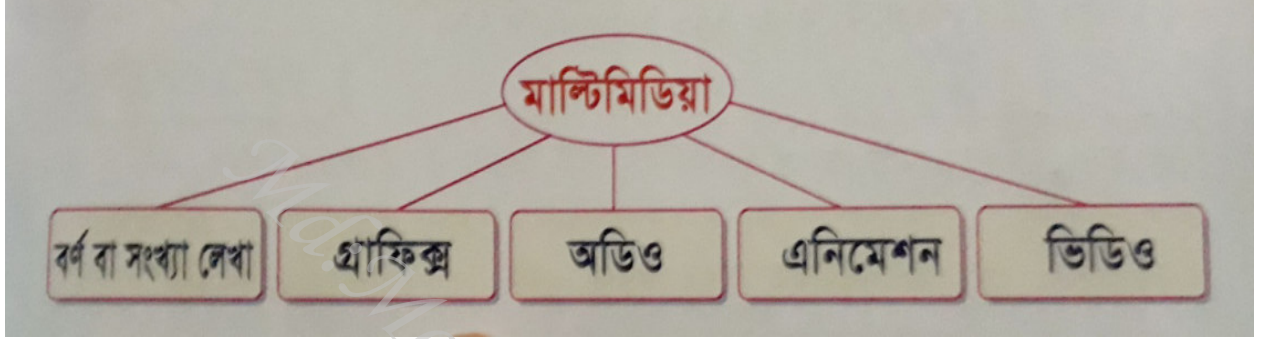 মাল্টিমিডিয়া
বর্ণ বা সংখ্যা লেখা
গ্রাফিক্স
অডিও
এনিমেশন
ভিডিও